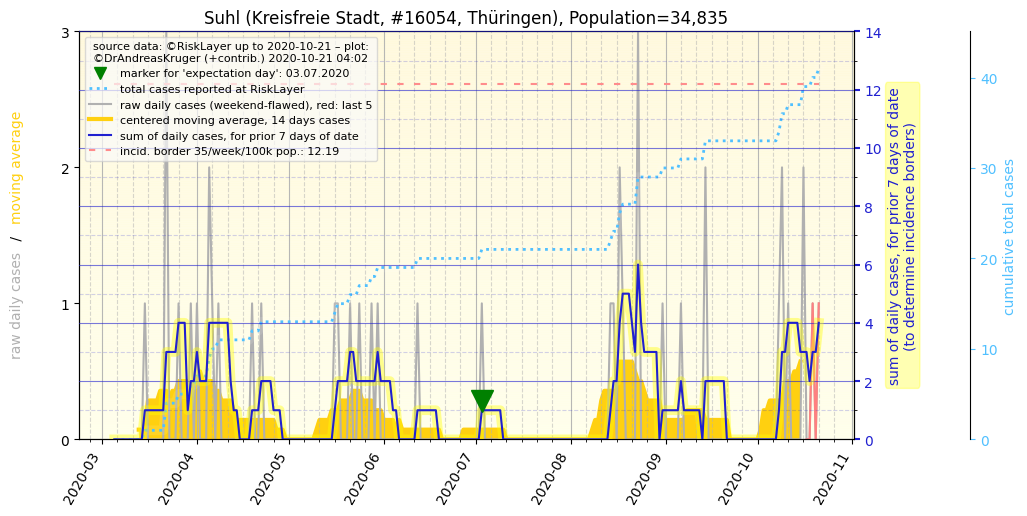 Suhl (Kreisfreie Stadt, #16054, Thüringen), Population=34,835
source data: ©RiskLayer up to 2020-10-21 – plot:
©DrAndreasKruger (+contrib.) 2020-10-21 04:02
marker for 'expectation day': 03.07.2020
total cases reported at RiskLayer
raw daily cases (weekend-flawed), red: last 5
centered moving average, 14 days cases
sum of daily cases, for prior 7 days of date
incid. border 35/week/100k pop.: 12.19
raw daily cases / moving average
3
2
1
0
14
12
10
8
6
4
2
0
sum of daily cases, for prior 7 days of date
(to determine incidence borders)
40
30
20
10
0
cumulative total cases
2020-03
2020-04
2020-05
2020-06
2020-07
2020-08
2020-09
2020-10
2020-11